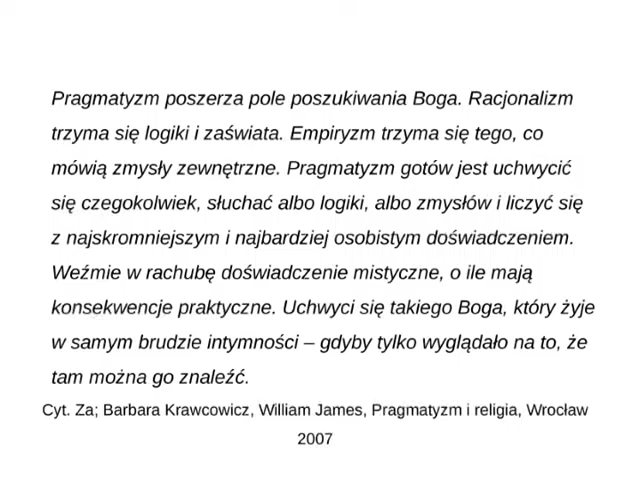 Pragmatyzm poszerza pole poszukiwania Boga. Racjonalizm
trzyma się logiki i zaświata. Empiryzm trzyma się tego, co
mówią zmysły zewnętrzne. Pragmatyzm gotów jest uchwycić
się czegokolwiek, słuchać albo logiki, albo zmysłów i liczyć się
z najskromniejszym i najbardziej osobistym doświadczeniem.
Weźmie w rachubę doświadczenie mistyczne, o ile mają
konsekwencje praktyczne. Uchwyci się takiego Boga, który żyje
w samym brudzie intymności – gdyby tylko wyglądało na to, że
tam można go znaleźć.
Cyt. Za; Barbara Krawcowicz, William James, Pragmatyzm i religia, Wrocław
2007